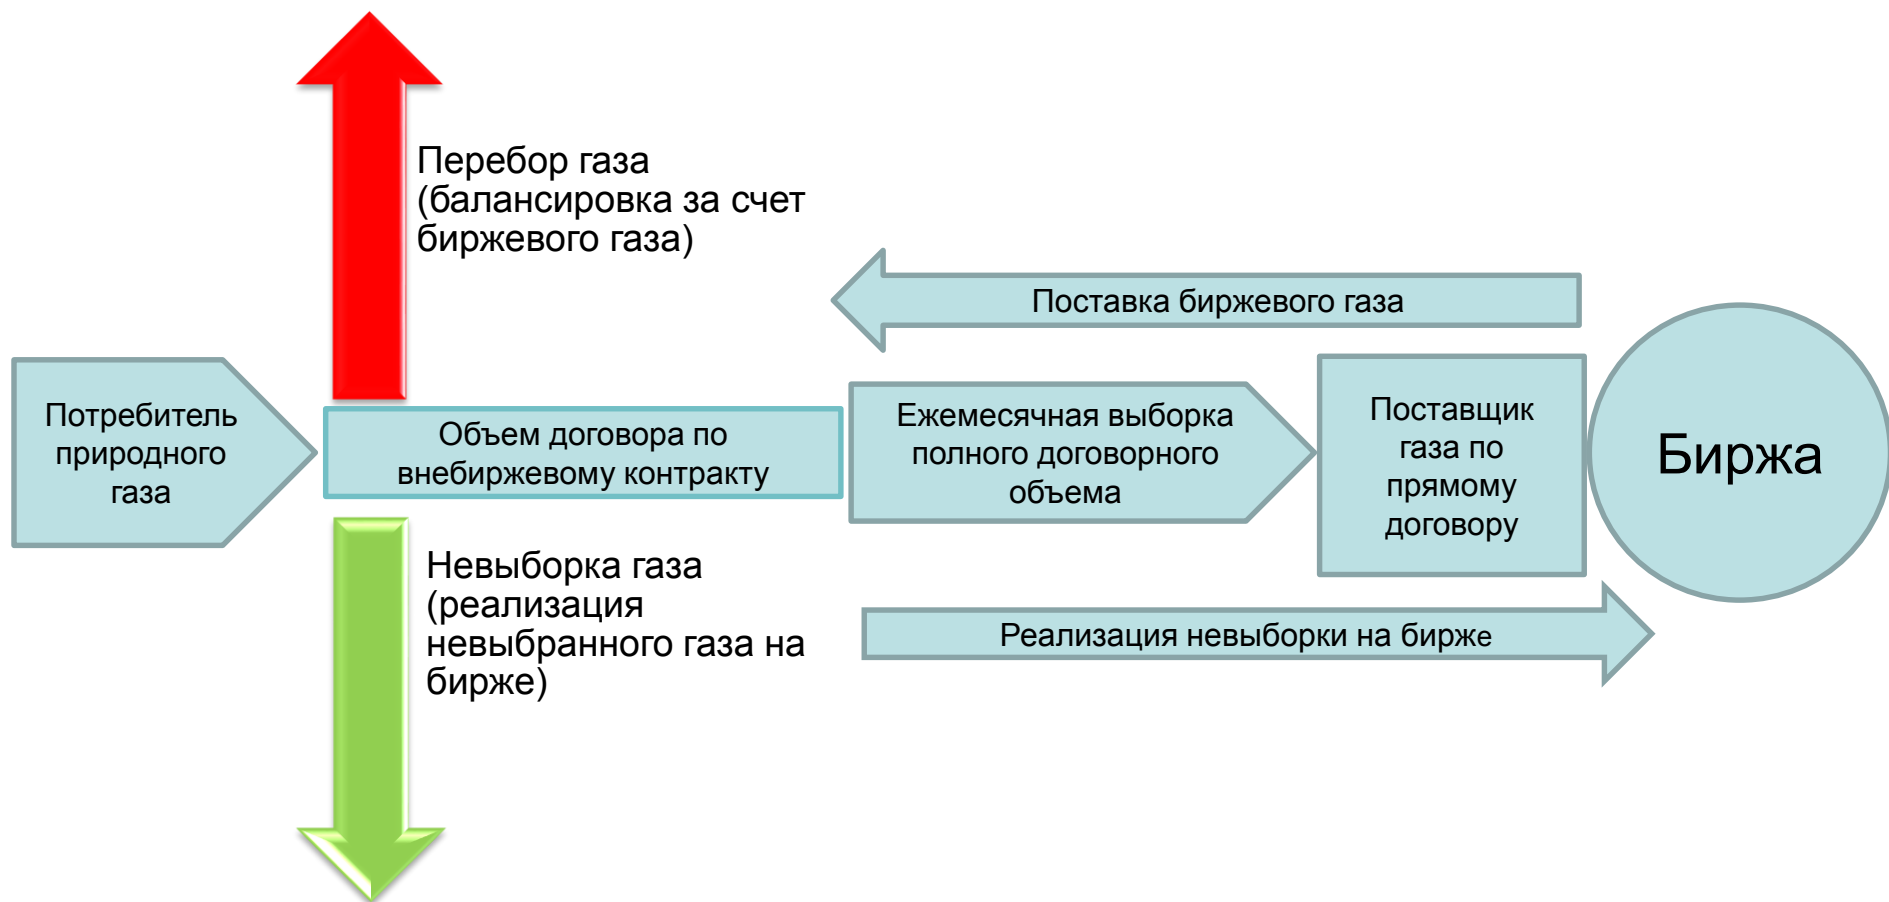 Перебор газа
(балансировка за счет
биржевого газа)
Поставка биржевого газа
Потребитель
природного
газа
Объем договора по
внебиржевому контракту
Ежемесячная выборка
полного договорного
объема
Поставщик
газа по
прямому
договору
Биржа
Невыборка газа
(реализация
невыбранного газа на
бирже)
Реализация невыборки на бирже